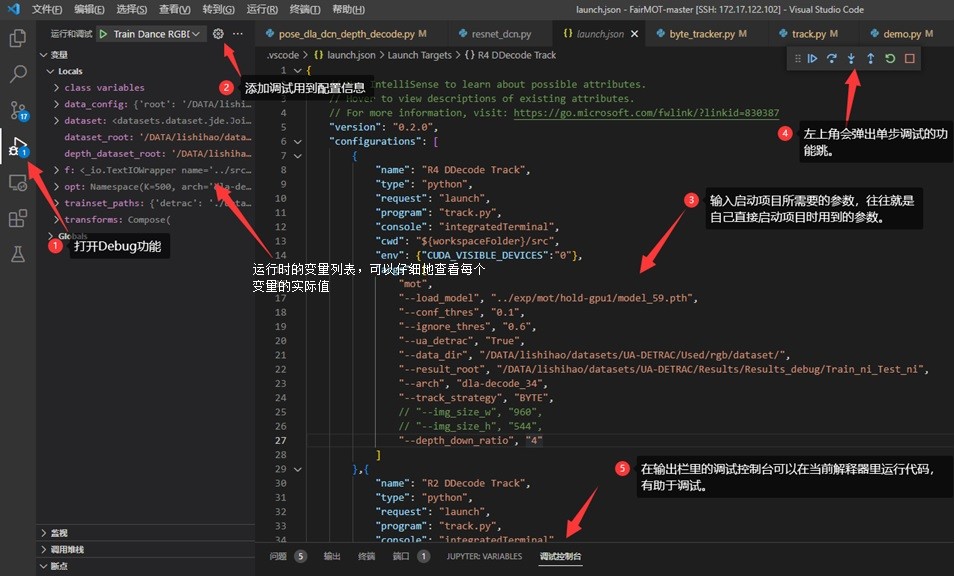 文件(F) 编辑(E) 选择(S) 查看(V) 转到(G) 运行(R) 终端(T) 帮助(H) launch.json - FairMOT-master [SSH: 172.17.122.102] - Visual Studio Code
运行和调试 Train Dance RGBD
pose_dla_dcn_depth_decode.py M resnet_dcn.py launch.json byte_tracker.py M track.py M demo.py M
.vscode > launch.json > Launch Targets > R4 DDecode Track
变量
Locals
class variables
data_config: {'root': '/DATA/lishi…
dataset: <datasets.dataset.jde.Joi…
dataset_root: '/DATA/lishihao/data…
depth_dataset_root: '/DATA/lishiha…
f: <_io.TextIOWrapper name='../src…
opt: Namespace(K=500, arch='dla-de…
trainset_paths: {'detrac': './data…
transforms: Compose(
Globals
17
1
1 打开Debug功能
2 添加调试用到配置信息
运行时的变量列表，可以仔细地查看每个
变量的实际值
3 输入启动项目所需要的参数，往往就是
自己直接启动项目时用到的参数。
4 左上角会弹出单步调试的功
能跳。
5 在输出栏里的调试控制台可以在当前解释器里运行代码，
有助于调试。
1 {
IntelliSense to learn about possible attributes.
Hover to view descriptions of existing attributes.
4 // For more information, visit: https://go.microsoft.com/fwlink/?linkid=830387
5 "version": "0.2.0",
6 "configurations": [
7 {
8 "name": "R4 DDecode Track",
9 "type": "python",
10 "request": "launch",
11 "program": "track.py",
12 "console": "integratedTerminal",
13 "cwd": "${workspaceFolder}/src",
14 "env": {"CUDA_VISIBLE_DEVICES":"0"},
"mot",
17 "--load_model", "../exp/mot/hold-gpu1/model_59.pth",
18 "--conf_thres", "0.1",
19 "--ignore_thres", "0.6",
20 "--ua_detrac", "True",
21 "--data_dir", "/DATA/lishihao/datasets/UA-DETRAC/Used/rgb/dataset/",
22 "--result_root", "/DATA/lishihao/datasets/UA-DETRAC/Results/Results_debug/Train_ni_Test_ni",
23 "--arch", "dla-decode_34",
24 "--track_strategy", "BYTE",
25 // "--img_size_w", "960",
26 // "--img_size_h", "544",
27 "--depth_down_ratio", "4"
28 ]
29 },{
30 "name": "R2 DDecode Track",
31 "type": "python",
32 "request": "launch",
33 "program": "track.py",
34 "console": "integratedTerminal"
监视
调用堆栈
断点
问题 5 输出 终端 端口 1 JUPYTER: VARIABLES 调试控制台